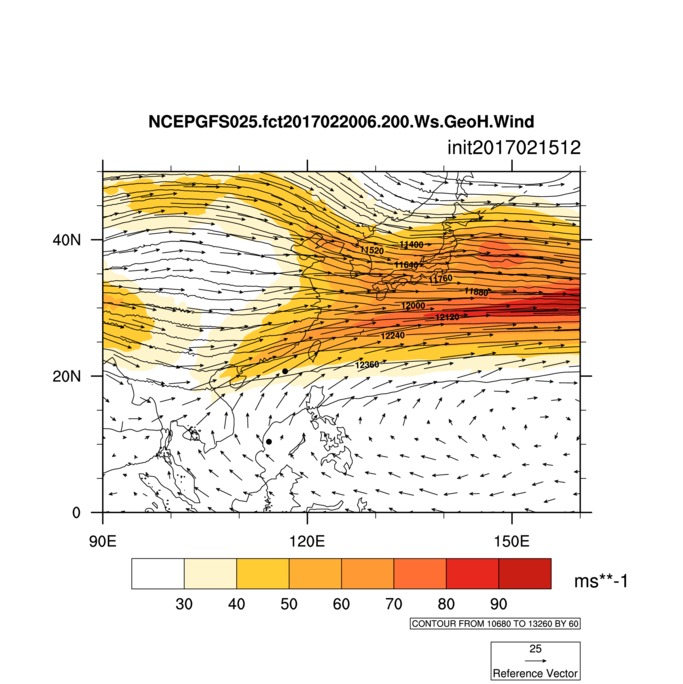 NCEPGFS025.fct2017022006.200.Ws.GeoH.Wind
init2017021512
11520
11400
11640
11760
11880
12000
12120
12240
12360
40N
20N
0
90E 120E 150E
30 40 50 60 70 80 90
ms**-1
CONTOUR FROM 10680 TO 13260 BY 60
25
Reference Vector